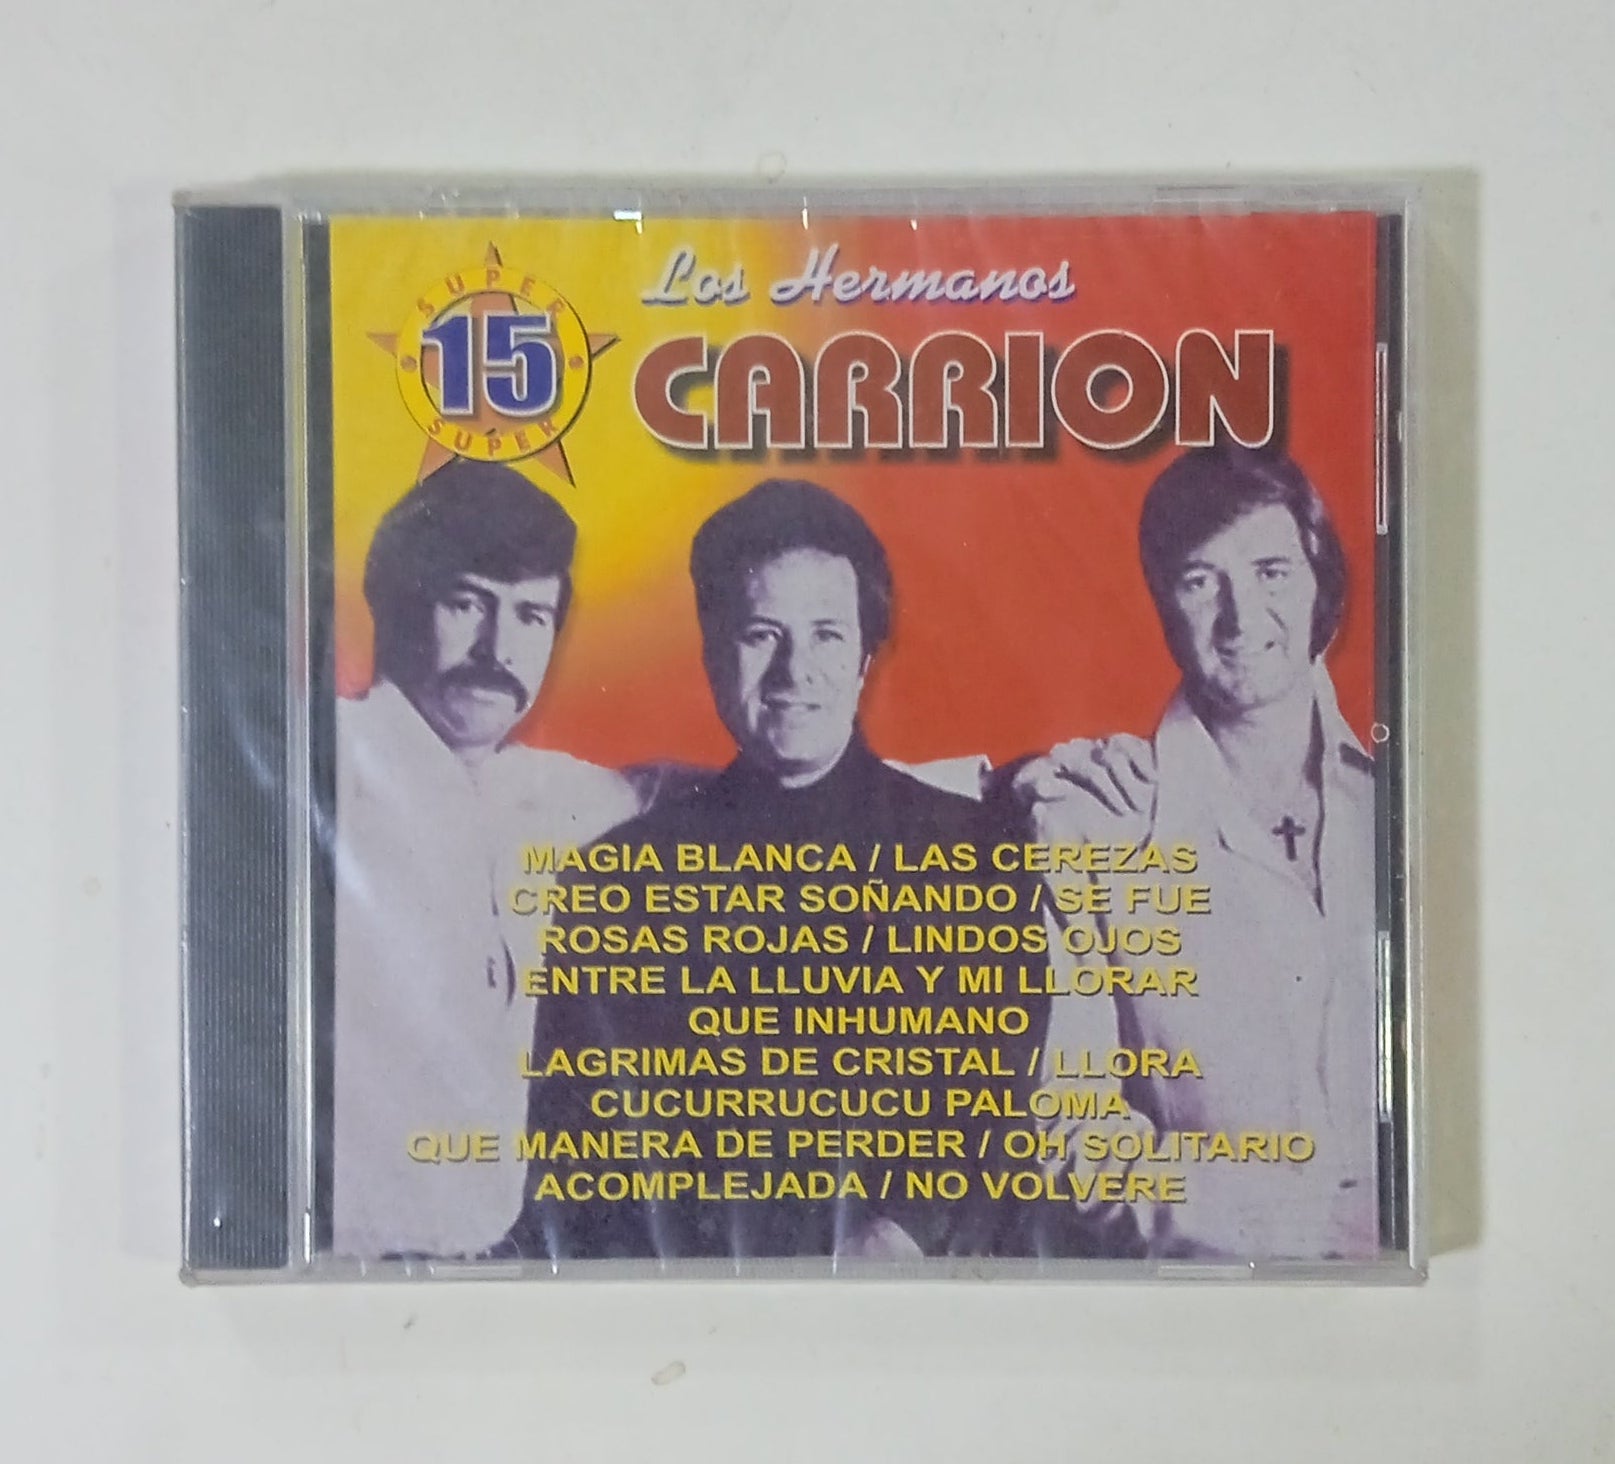 SUPER
15
SUPER
Los Hermanos
CARRION
MAGIA BLANCA / LAS CEREZAS
CREO ESTAR SOÑANDO / SE FUE
ROSAS ROJAS / LINDOS OJOS
ENTRE LA LLUVIA Y MI LLORAR
QUE INHUMANO
LAGRIMAS DE CRISTAL / LLORA
CUCURRUCUCU PALOMA
QUE MANERA DE PERDER / OH SOLITARIO
ACOMPLEJADA / NO VOLVERE